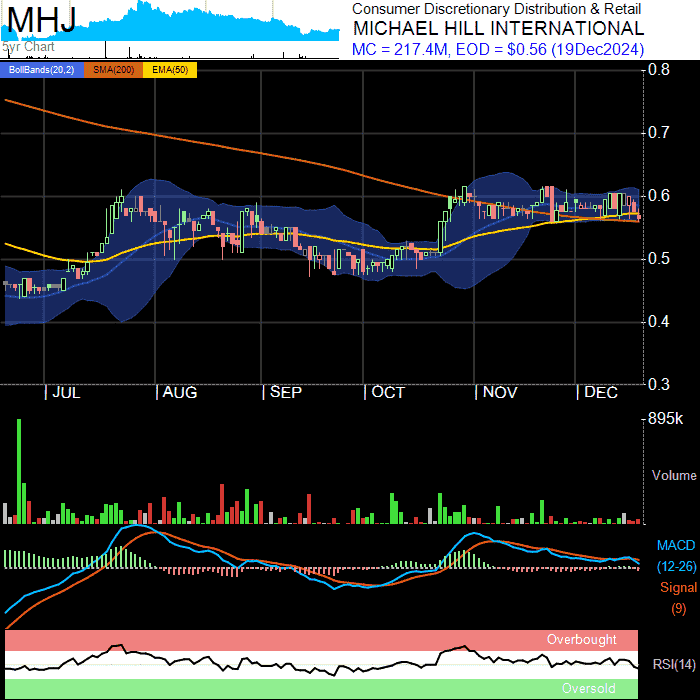 MHJ
5yr Chart
Consumer Discretionary Distribution & Retail
MICHAEL HILL INTERNATIONAL
MC = 217.4M, EOD = $0.56 (19Dec2024)
BollBands(20,2) SMA(200) EMA(50)
0.8
0.7
0.6
0.5
0.4
0.3
JUL AUG SEP OCT NOV DEC
895k
Volume
MACD
(12-26)
Signal
(9)
Overbought
RSI(14)
Oversold